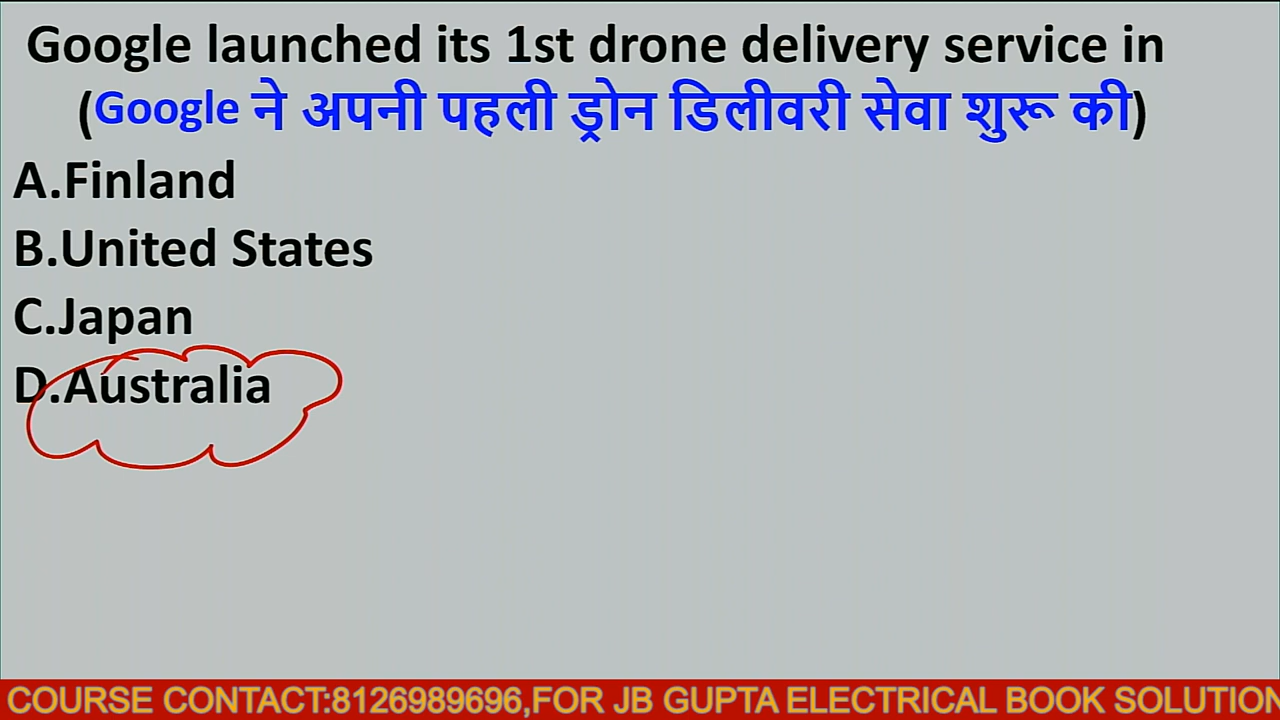 Google launched its 1st drone delivery service in
(Google ने अपनी पहली ड्रोन डिलीवरी सेवा शुरू की)
A.Finland
B.United States
C.Japan
D.Australia
COURSE CONTACT:8126989696,FOR JB GUPTA ELECTRICAL BOOK SOLUTION